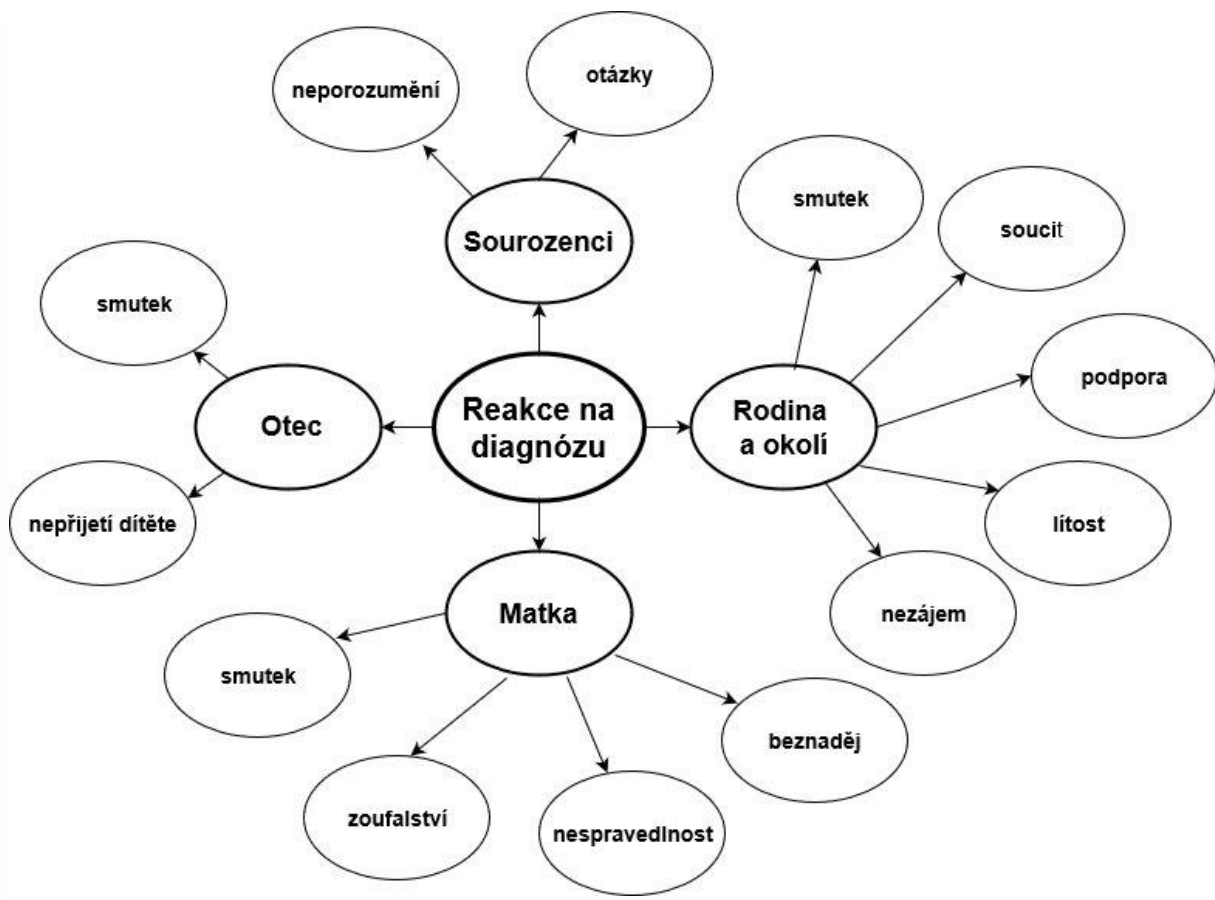 otázky
neporozumění
smutek
soucit
Sourozenci
smutek
podpora
Reakce na
diagnózu
Otec
Rodina
a okolí
nepřijetí dítěte
lítost
Matka
nezájem
smutek
beznaděj
zoufalství
nespravedlnost